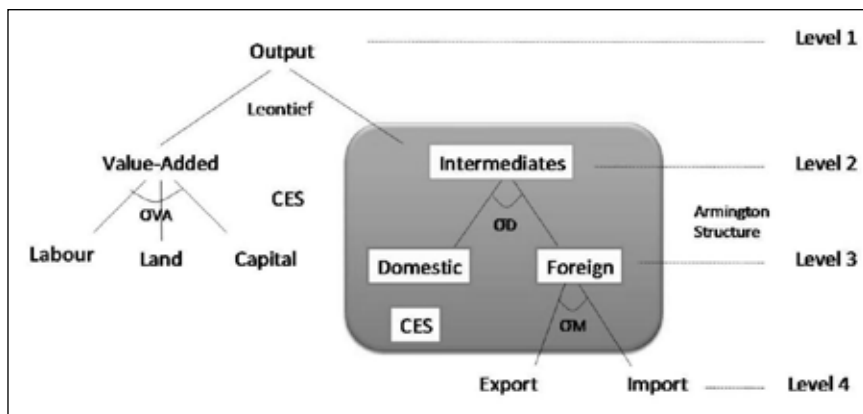 Output
Level 1
Leontief
Value-Added
Intermediates
Level 2
CES
σVA
σD
Armington
Structure
Labour
Land
Capital
Domestic
Foreign
Level 3
CES
σM
Export
Import
Level 4